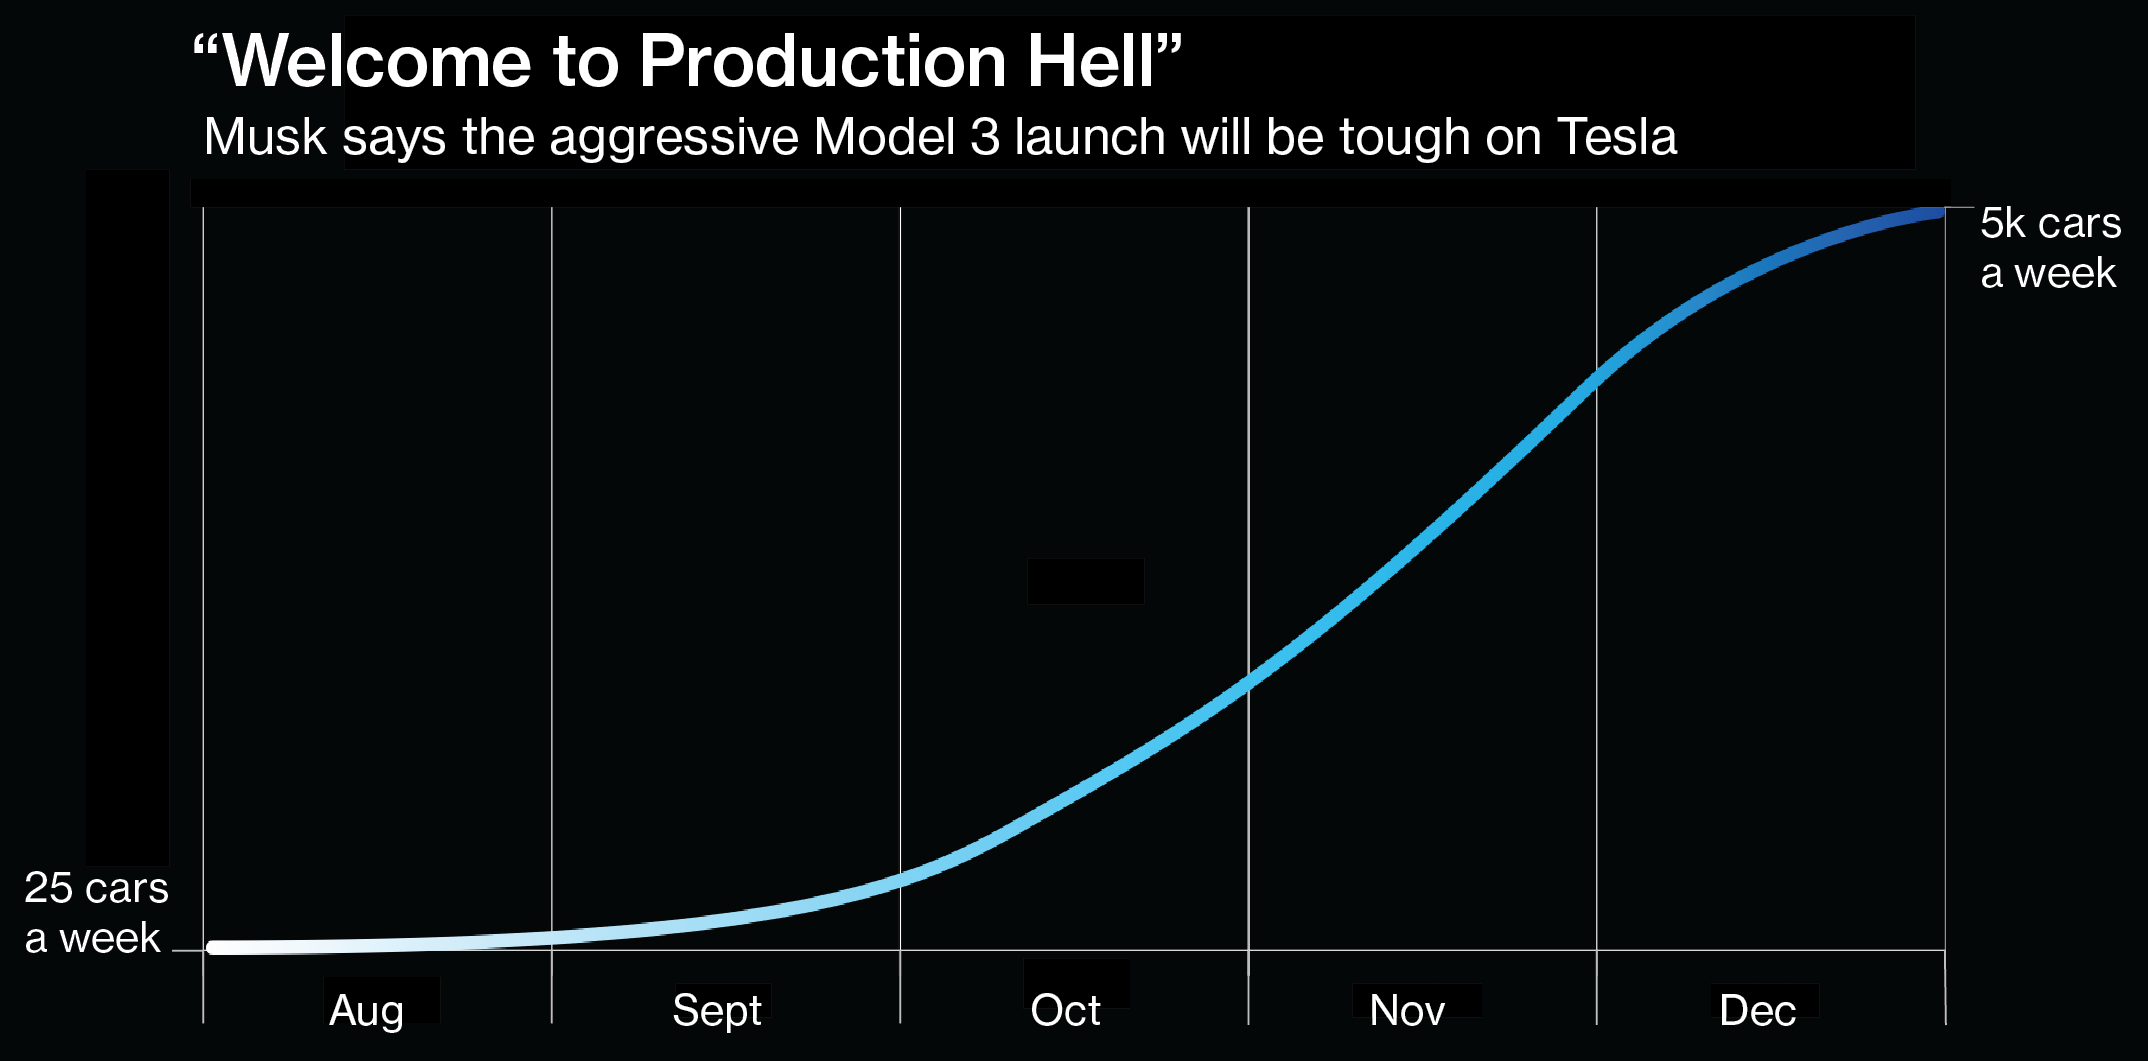 “Welcome to Production Hell”
Musk says the aggressive Model 3 launch will be tough on Tesla
5k cars
a week
25 cars
a week
Aug
Sept
Oct
Nov
Dec